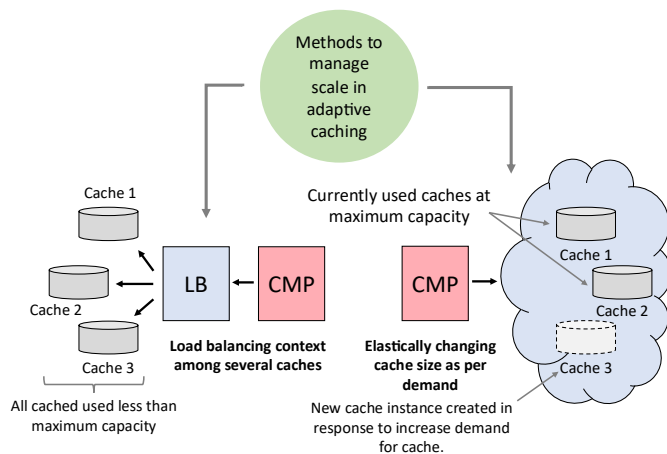 Methods to
manage
scale in
adaptive
caching
Cache 1
Cache 2
Cache 3
LB
CMP
Load balancing context
among several caches
All cached used less than
maximum capacity
Currently used caches at
maximum capacity
CMP
Cache 1
Cache 2
Cache 3
Elastically changing
cache size as per
demand
New cache instance created in
response to increase demand
for cache.